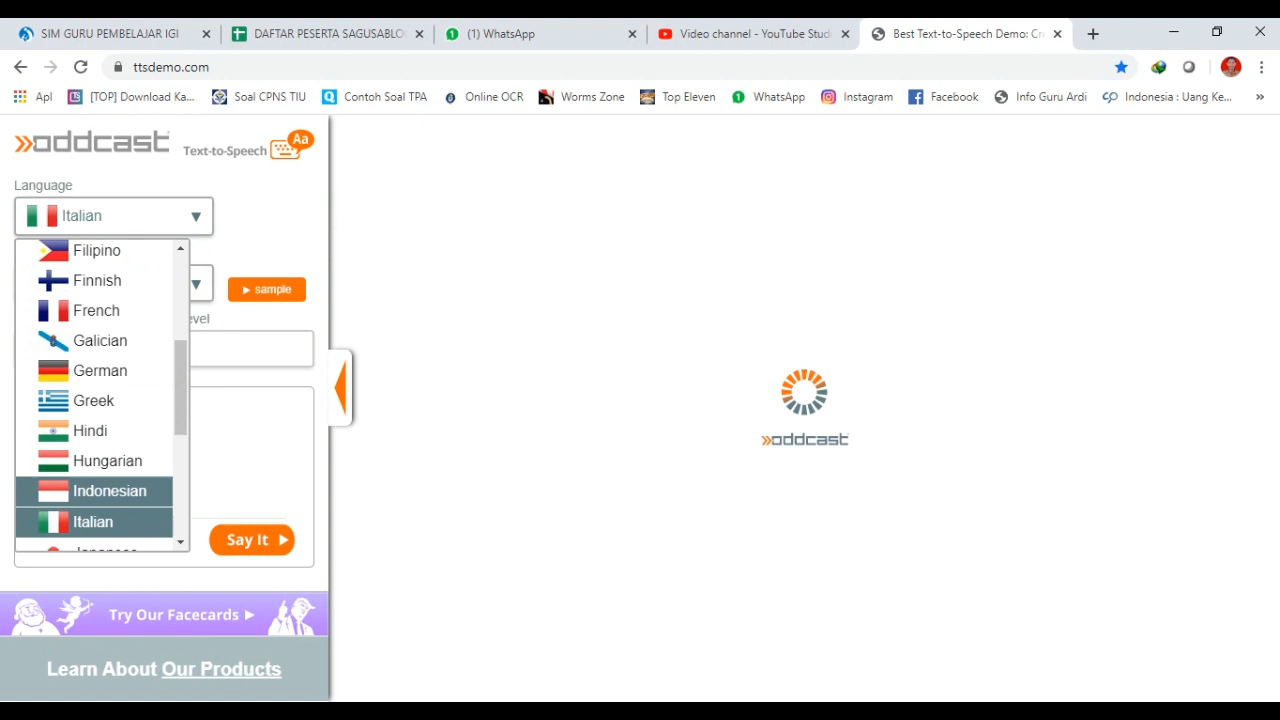 SIM GURU PEMBELAJAR IGI
DAFTAR PESERTA SAGUSABLO
(1) WhatsApp
Video channel - YouTube Stud
Best Text-to-Speech Demo: Cr
ttsdemo.com
Apl
[TOP] Download Ka...
Soal CPNS TIU
Contoh Soal TPA
Online OCR
Worms Zone
Top Eleven
WhatsApp
Instagram
Facebook
Info Guru Ardi
Indonesia : Uang Ke...
»
»oddcast
Text-to-Speech
Aa
Language
Italian
Filipino
Finnish
French
Galician
German
Greek
Hindi
Hungarian
Indonesian
Italian
Japanese
sample
evel
Say It
Try Our Facecards
Learn About Our Products
»oddcast